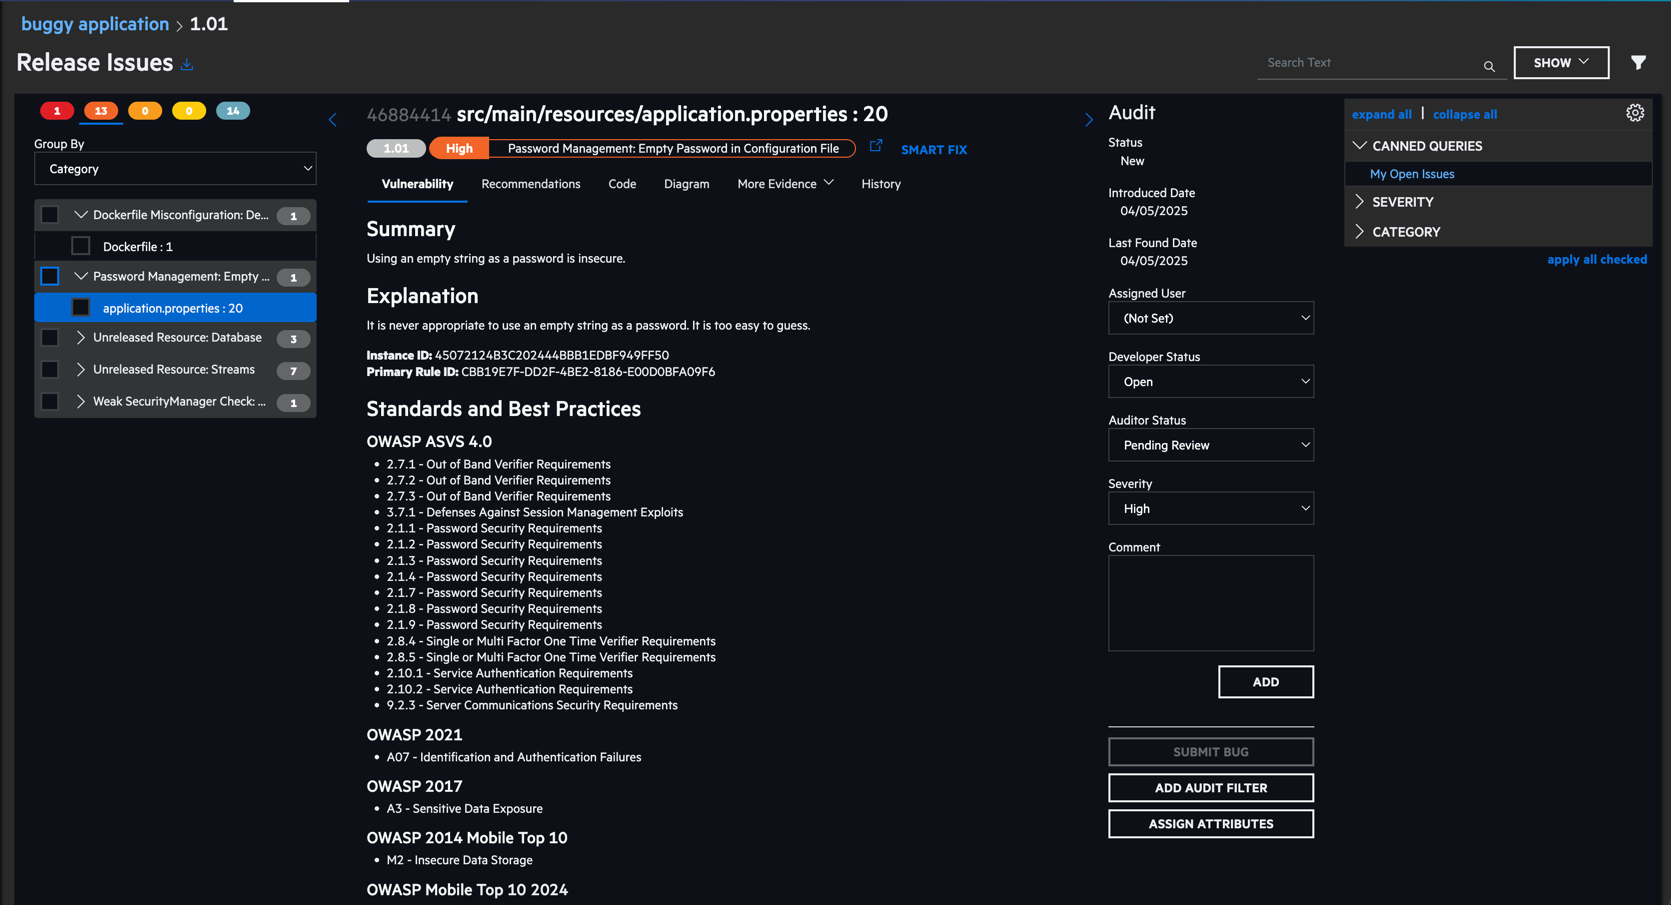 buggy application > 1.01
Release Issues
Search Text
SHOW
1
13
0
0
14
Group By
Category
Dockerfile Misconfiguration: De... 1
Dockerfile : 1
Password Management: Empty ... 1
application.properties : 20
Unreleased Resource: Database 3
Unreleased Resource: Streams 7
Weak SecurityManager Check: ... 1
46884414 src/main/resources/application.properties : 20
1.01 High Password Management: Empty Password in Configuration File SMART FIX
Vulnerability Recommendations Code Diagram More Evidence History
Summary
Using an empty string as a password is insecure.
Explanation
It is never appropriate to use an empty string as a password. It is too easy to guess.
Instance ID: 45072124B3C202444BBB1EDBF949FF50
Primary Rule ID: CBB19E7F-DD2F-4BE2-8186-E00D0BFA09F6
Standards and Best Practices
OWASP ASVS 4.0
• 2.7.1 - Out of Band Verifier Requirements
• 2.7.2 - Out of Band Verifier Requirements
• 2.7.3 - Out of Band Verifier Requirements
• 3.7.1 - Defenses Against Session Management Exploits
• 2.1.1 - Password Security Requirements
• 2.1.2 - Password Security Requirements
• 2.1.3 - Password Security Requirements
• 2.1.4 - Password Security Requirements
• 2.1.7 - Password Security Requirements
• 2.1.8 - Password Security Requirements
• 2.1.9 - Password Security Requirements
• 2.8.4 - Single or Multi Factor One Time Verifier Requirements
• 2.8.5 - Single or Multi Factor One Time Verifier Requirements
• 2.10.1 - Service Authentication Requirements
• 2.10.2 - Service Authentication Requirements
• 9.2.3 - Server Communications Security Requirements
OWASP 2021
• A07 - Identification and Authentication Failures
OWASP 2017
• A3 - Sensitive Data Exposure
OWASP 2014 Mobile Top 10
• M2 - Insecure Data Storage
OWASP Mobile Top 10 2024
Audit
Status
New
Introduced Date
04/05/2025
Last Found Date
04/05/2025
Assigned User
(Not Set)
Developer Status
Open
Auditor Status
Pending Review
Severity
High
Comment
ADD
SUBMIT BUG
ADD AUDIT FILTER
ASSIGN ATTRIBUTES
expand all | collapse all
CANNED QUERIES
My Open Issues
SEVERITY
CATEGORY
apply all checked